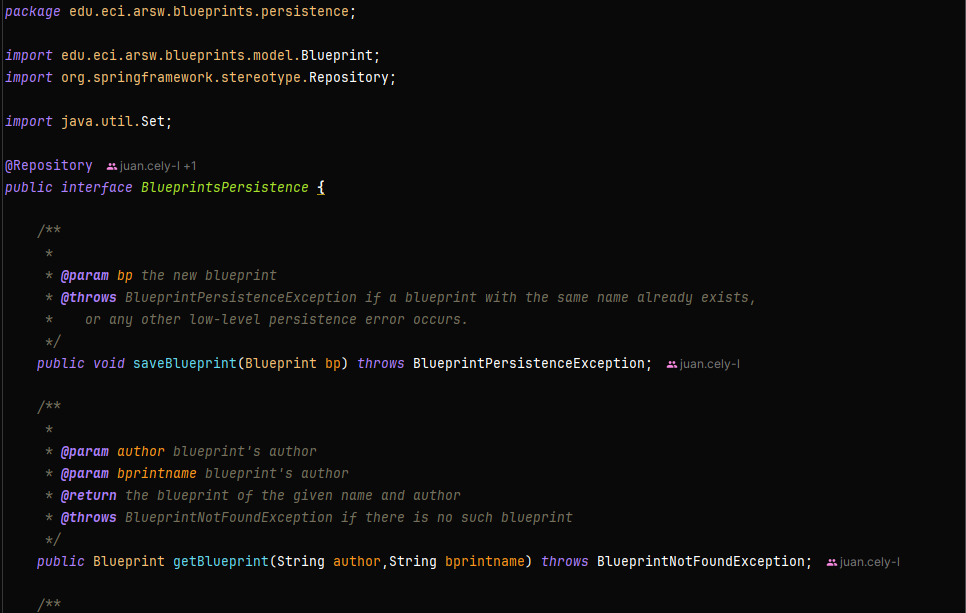 package edu.eci.arsw.blueprints.persistence;
import edu.eci.arsw.blueprints.model.Blueprint;
import org.springframework.stereotype.Repository;
import java.util.Set;
@Repository juan.cely-l +1
public interface BlueprintsPersistence {
/**
*
* @param bp the new blueprint
* @throws BlueprintPersistenceException if a blueprint with the same name already exists,
* or any other low-level persistence error occurs.
*/
public void saveBlueprint(Blueprint bp) throws BlueprintPersistenceException; juan.cely-l
/**
*
* @param author blueprint's author
* @param bprintname blueprint's author
* @return the blueprint of the given name and author
* @throws BlueprintNotFoundException if there is no such blueprint
*/
public Blueprint getBlueprint(String author,String bprintname) throws BlueprintNotFoundException; juan.cely-l
/**